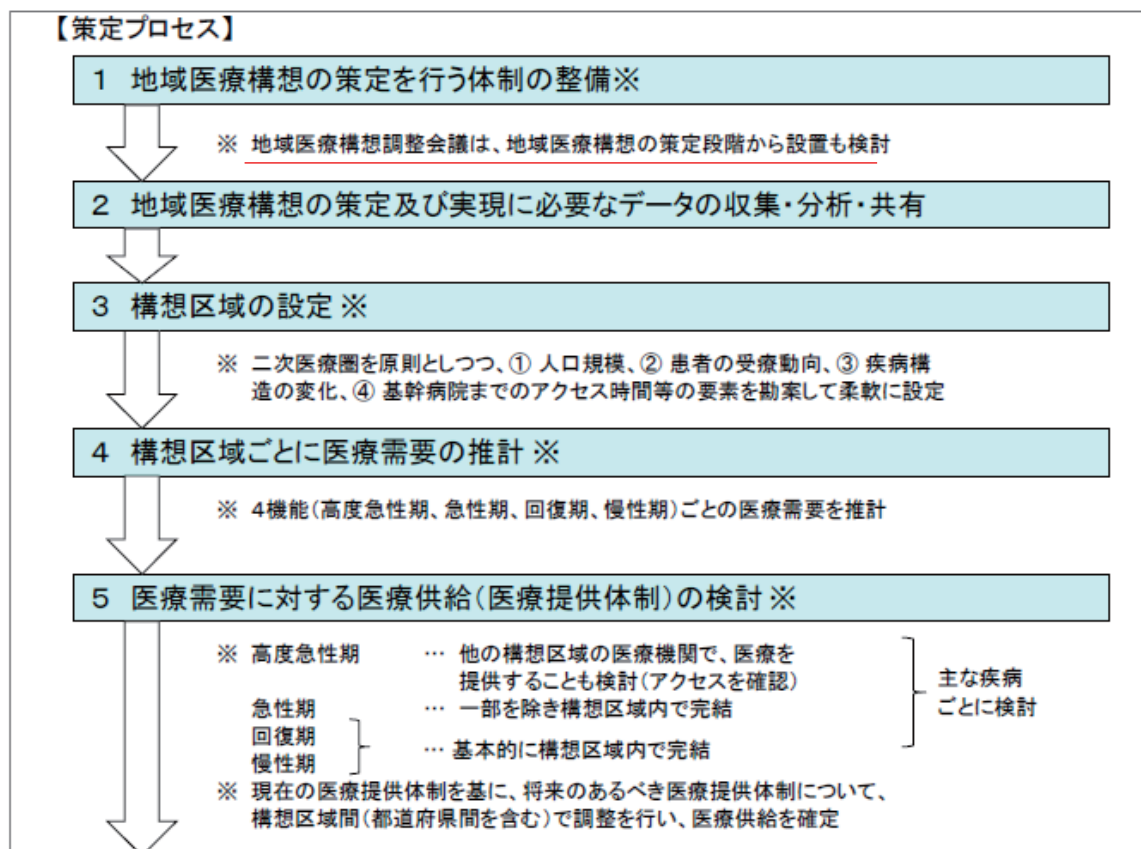 【策定プロセス】
1 地域医療構想の策定を行う体制の整備※
※ 地域医療構想調整会議は、地域医療構想の策定段階から設置も検討
2 地域医療構想の策定及び実現に必要なデータの収集・分析・共有
3 構想区域の設定 ※
※ 二次医療圏を原則としつつ、① 人口規模、② 患者の受療動向、③ 疾病構
造の変化、④ 基幹病院までのアクセス時間等の要素を勘案して柔軟に設定
4 構想区域ごとに医療需要の推計 ※
※ 4機能(高度急性期、急性期、回復期、慢性期)ごとの医療需要を推計
5 医療需要に対する医療供給(医療提供体制)の検討 ※
※ 高度急性期 … 他の構想区域の医療機関で、医療を
提供することも検討(アクセスを確認)
急性期 … 一部を除き構想区域内で完結
回復期
慢性期
… 基本的に構想区域内で完結
主な疾病
ごとに検討
※ 現在の医療提供体制を基に、将来のあるべき医療提供体制について、
構想区域間(都道府県間を含む)で調整を行い、医療供給を確定